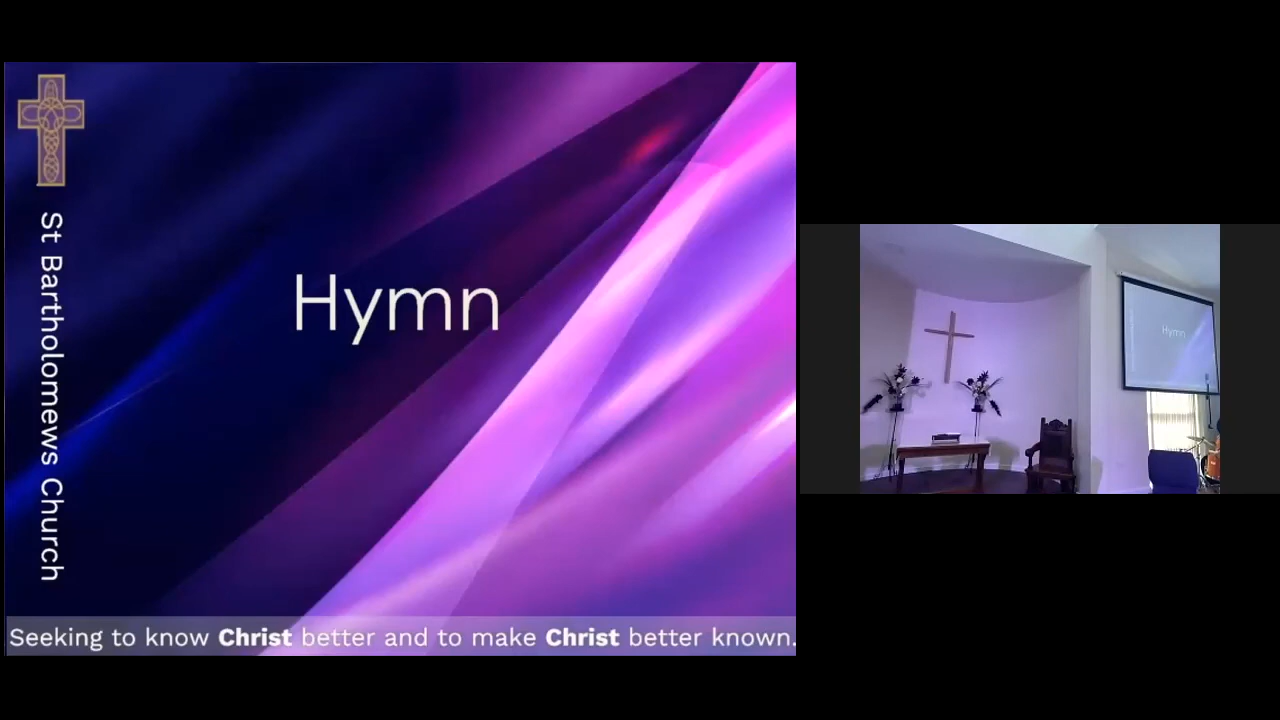 St Bartholomews Church
Hymn
Seeking to know Christ better and to make Christ better known.
Hymn